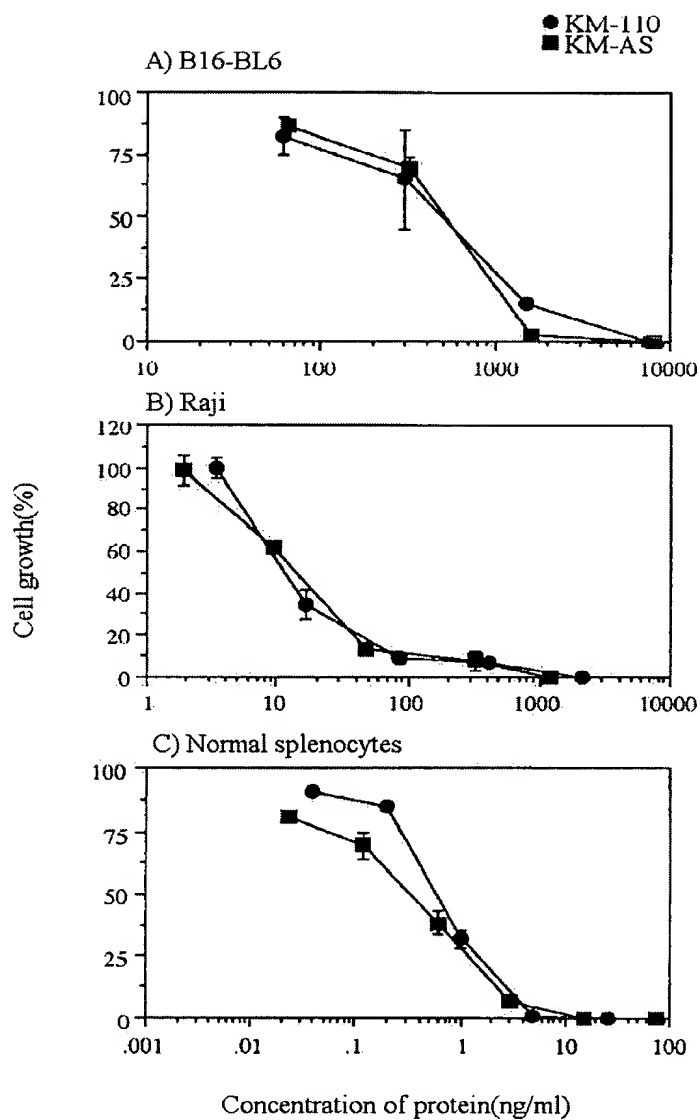 KM-110
KM-AS
A) B16-BL6
100
75
50
25
0
10 100 1000 10000
B) Raji
120
100
80
60
40
20
0
1 10 100 1000 10000
C) Normal splenocytes
100
75
50
25
0
.001 .01 .1 1 10 100
Cell growth(%)
Concentration of protein(ng/ml)